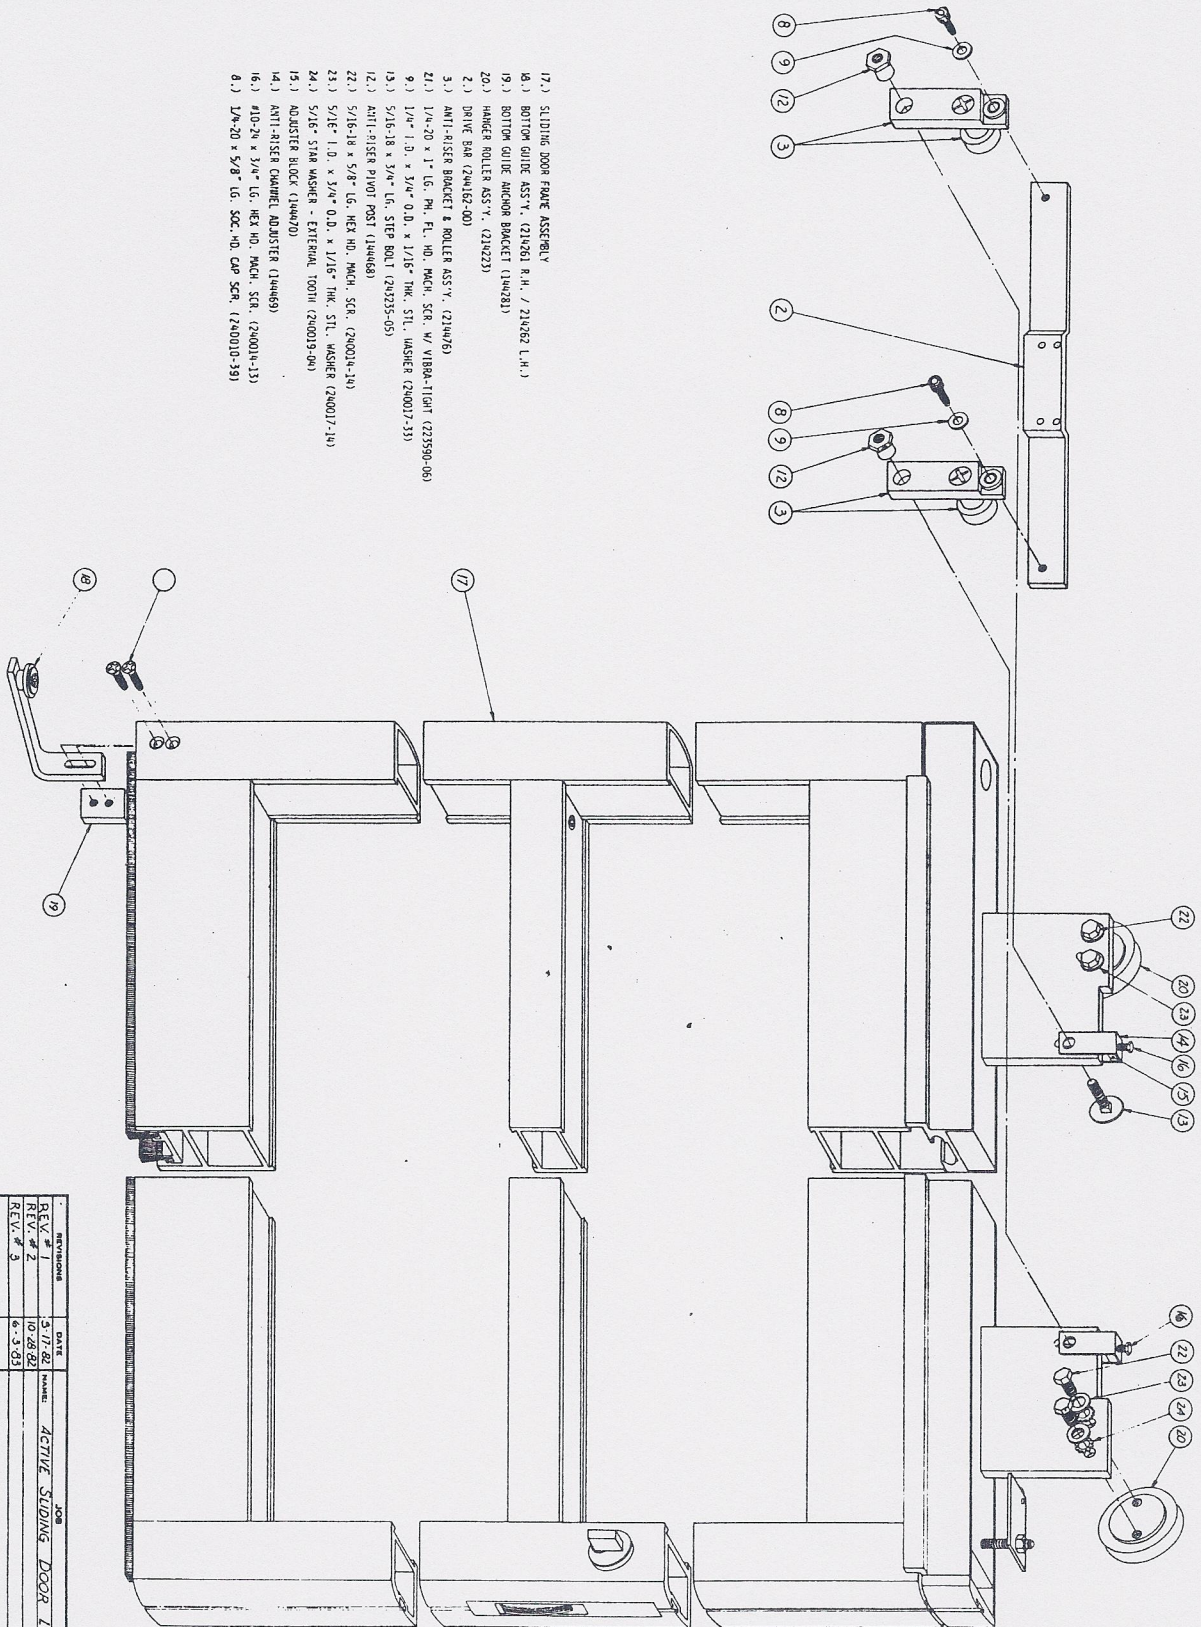 17.) SLIDING DOOR FRAME ASSEMBLY
18.) BOTTOM GUIDE ASS'Y. (214261 R.H. / 214262 L.H.)
19.) BOTTOM GUIDE ANCHOR BRACKET (144281)
20.) HANGER ROLLER ASS'Y. (214223)
2.) DRIVE BAR (244162-00)
3.) ANTI-RISER BRACKET & ROLLER ASS'Y. (214476)
21.) 1/4-20 x 1" LG. PH. FL. HD. MACH. SCR. W/ VIBRA-TIGHT (223590-06)
9.) 1/4" I.D. x 3/4" O.D. x 1/16" THK. STL. WASHER (240017-33)
13.) 5/16-18 x 3/4" LG. STEP BOLT (243235-05)
12.) ANTI-RISER PIVOT POST (144468)
22.) 5/16-18 x 5/8" LG. HEX HD. MACH. SCR. (240014-14)
23.) 5/16" I.D. x 3/4" O.D. x 1/16" THK. STL. WASHER (240017-14)
24.) 5/16" STAR WASHER - EXTERNAL TOOTH (240019-04)
15.) ADJUSTER BLOCK (144470)
14.) ANTI-RISER CHANNEL ADJUSTER (144469)
16.) #10-24 x 3/4" LG. HEX HD. MACH. SCR. (240014-13)
8.) 1/4-20 x 5/8" LG. SOC. HD. CAP SCR. (240010-39)
8
9
12
3
2
8
9
12
3
22
20
23
14
16
15
13
16
22
23
24
20
17
18
19
REVISIONS DATE JOB
REV. # 1 3-17-82 NAME: ACTIVE SLIDING DOOR
REV. # 2 10-28-82
REV. # 3 6-3-83